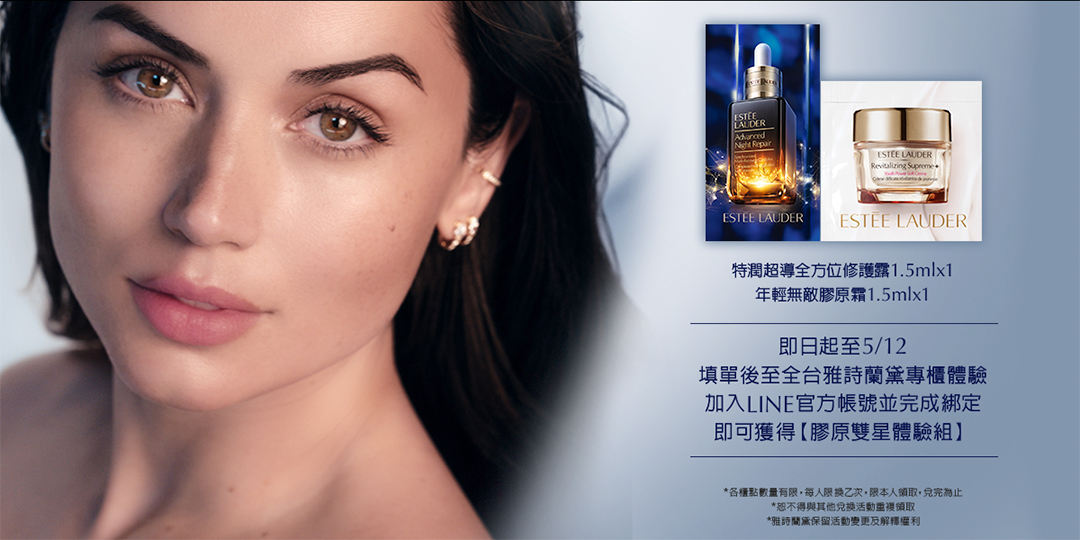 ESTĒE
LAUDER
Advanced
Night Repair
ESTĒE LAUDER
ESTĒE LAUDER
Revitalizing Supreme+
Youth Power Soft Creme
ESTĒE LAUDER
特潤超導全方位修護露1.5mlx1
年輕無敵膠原霜1.5mlx1
即日起至5/12
填單後至全台雅詩蘭黛專櫃體驗
加入LINE官方帳號並完成綁定
即可獲得【膠原雙星體驗組】
*各櫃點數量有限，每人限換乙次，限本人領取，兌完為止
*恕不得與其他兌換活動重複領取
*雅詩蘭黛保留活動變更及解釋權利